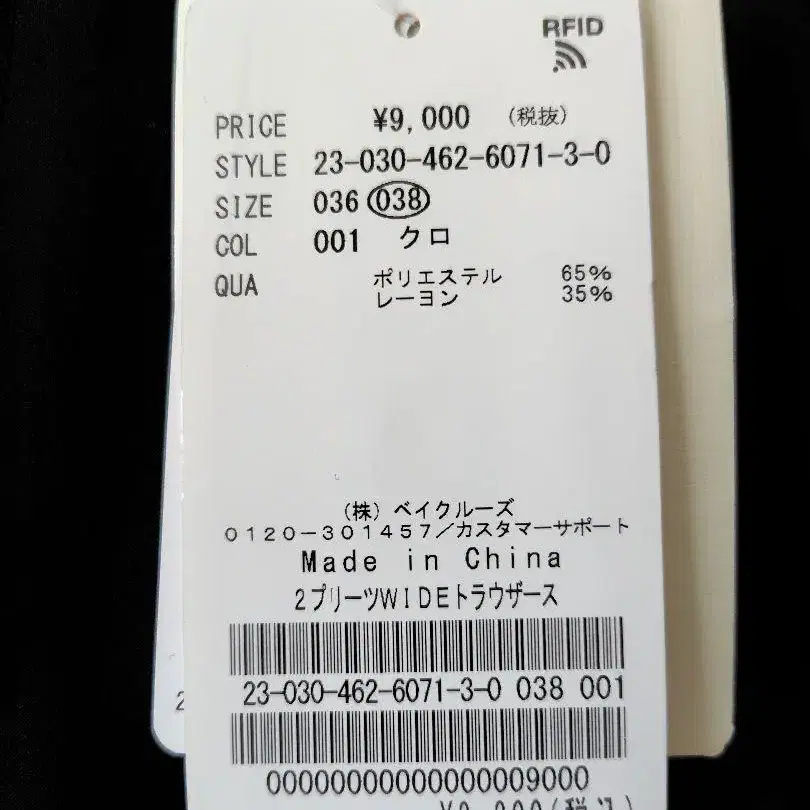 RFID
PRICE ¥9,000 (税抜)
STYLE 23-030-462-6071-3-0
SIZE 036 038
COL 001 クロ
QUA ポリエステル 65%
レーヨン 35%
(株) ベイクルーズ
0120-301457/カスタマーサポート
Made in China
2プリーツWIDEトラウザース
23-030-462-6071-3-0 038 001
00000000000000009000